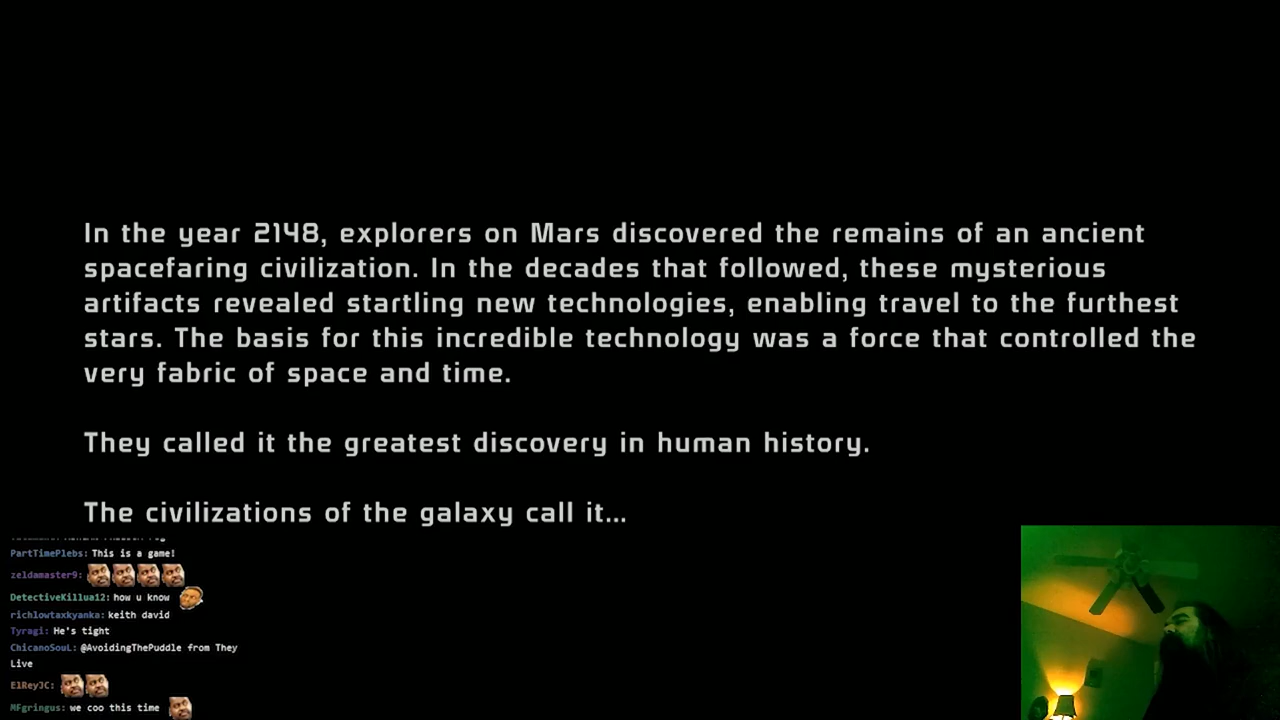 In the year 2148, explorers on Mars discovered the remains of an ancient
spacefaring civilization. In the decades that followed, these mysterious
artifacts revealed startling new technologies, enabling travel to the furthest
stars. The basis for this incredible technology was a force that controlled the
very fabric of space and time.
They called it the greatest discovery in human history.
The civilizations of the galaxy call it...
PartTimePlebs: This is a game!
zeldamaster9:
DetectiveKillua12: how u know
richlowtaxkyanka: keith david
Tyragi: He's tight
ChicanoSouL: @AvoidingThePuddle from They
Live
ElReyJC:
MFgringus: we coo this time